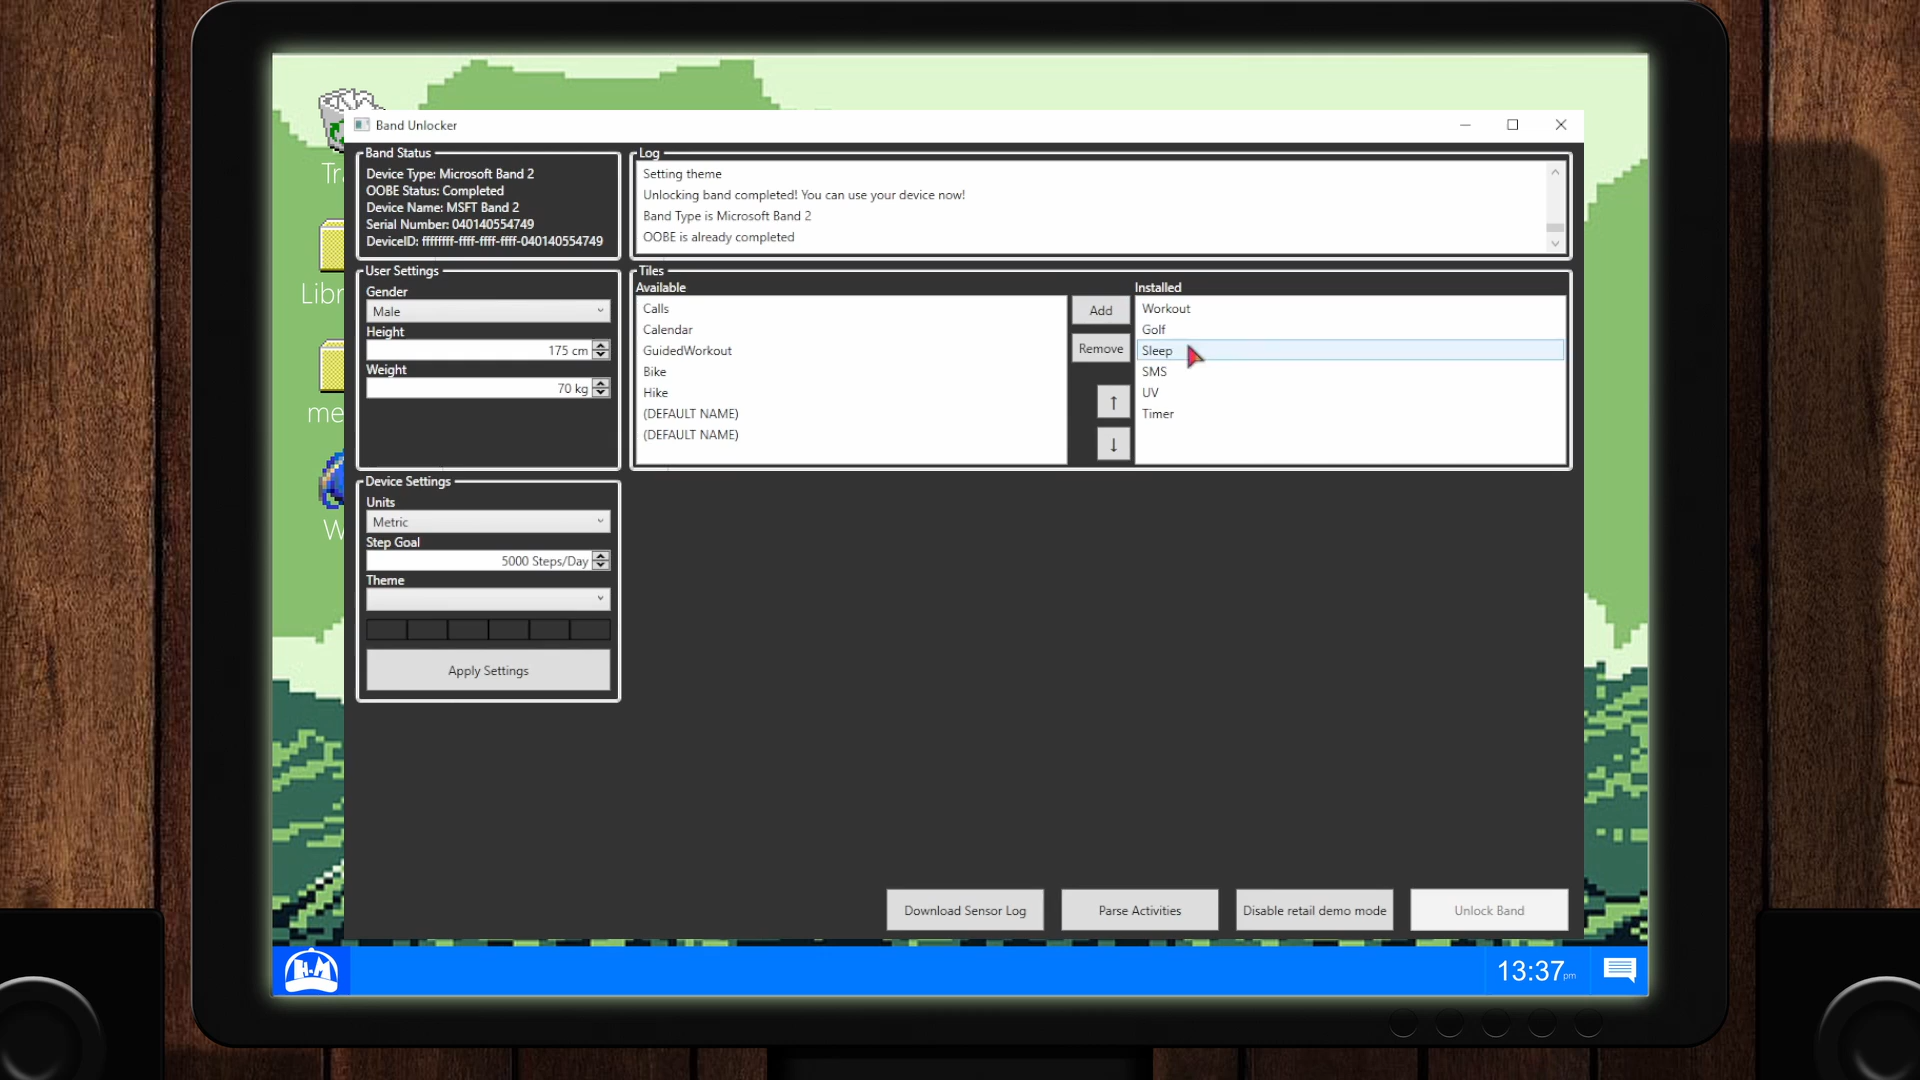 Band Unlocker
Band Status
Device Type: Microsoft Band 2
OOBE Status: Completed
Device Name: MSFT Band 2
Serial Number: 040140554749
DeviceID: ffffffff-ffff-ffff-ffff-040140554749
Log
Setting theme
Unlocking band completed! You can use your device now!
Band Type is Microsoft Band 2
OOBE is already completed
User Settings
Gender
Male
Height
175 cm
Weight
70 kg
Tiles
Available
Calls
Calendar
GuidedWorkout
Bike
Hike
(DEFAULT NAME)
(DEFAULT NAME)
Add
Remove
↑
↓
Installed
Workout
Golf
Sleep
SMS
UV
Timer
Device Settings
Units
Metric
Step Goal
5000 Steps/Day
Theme
Apply Settings
Download Sensor Log
Parse Activities
Disable retail demo mode
Unlock Band
Tr
Libr
me
W
H-M
13:37pm